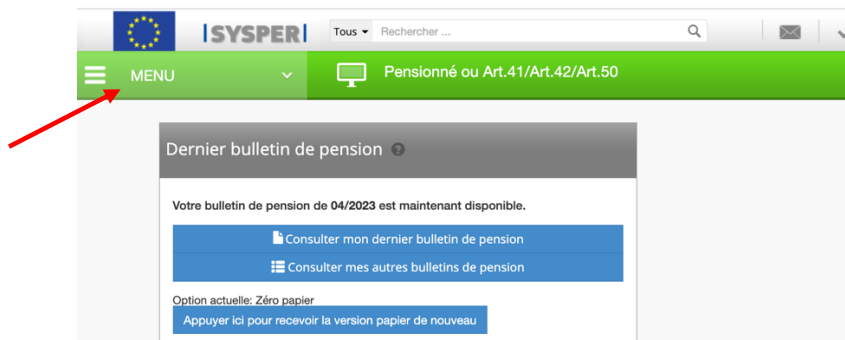 SYSPER Tous Rechercher ...
MENU Pensionné ou Art.41/Art.42/Art.50
Dernier bulletin de pension ?
Votre bulletin de pension de 04/2023 est maintenant disponible.
Consulter mon dernier bulletin de pension
Consulter mes autres bulletins de pension
Option actuelle: Zéro papier
Appuyer ici pour recevoir la version papier de nouveau